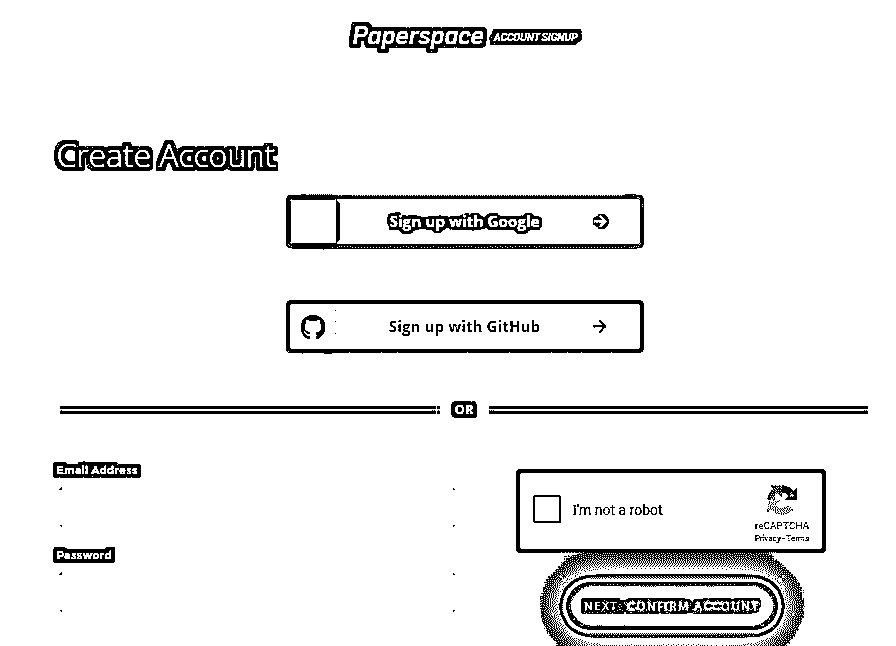 Paperspace ACCOUNT SIGNUP
Create Account
Sign up with Google
Sign up with GitHub
OR
Email Address
I'm not a robot
reCAPTCHA
Privacy - Terms
Password
NEXT: CONFIRM ACCOUNT